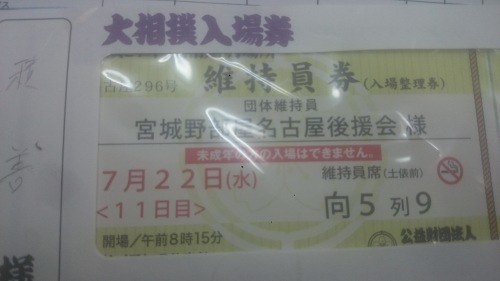 大相撲入場券
296号
維持員券(入場整理券)
団体維持員
宮城野部屋名古屋後援会 様
未成年の入場はできません。
7月22日(水)
<11日目>
維持員席(土俵前)
向5列9
開場/午前8時15分
公益財団法人
様